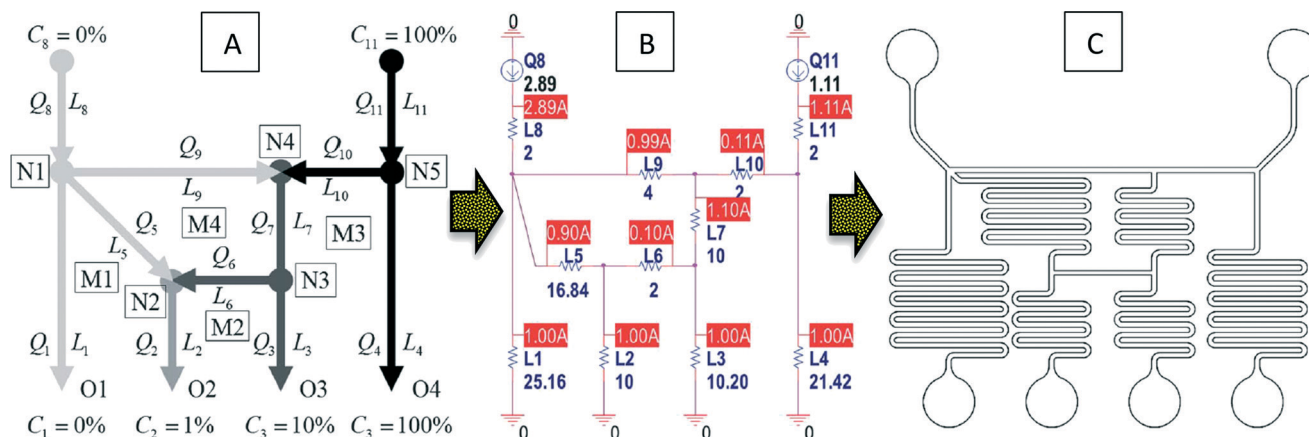 A
B
C
C8 = 0%
C11 = 100%
Q8
L8
Q11
L11
N1
N4
N5
Q9
L9
Q10
L10
Q5
L5
M4
Q7
L7
M3
Q6
L6
M1
N2
N3
M2
Q1
L1
Q2
L2
Q3
L3
Q4
L4
O1
O2
O3
O4
C1 = 0%
C2 = 1%
C3 = 10%
C3 = 100%
0
0
Q8
2.89
2.89A
L8
2
Q11
1.11
1.11A
L11
2
0.99A
L9
4
0.11A
L10
2
1.10A
L7
10
0.90A
L5
16.84
0.10A
L6
2
1.00A
L1
25.16
1.00A
L2
10
1.00A
L3
10.20
1.00A
L4
21.42
0
0
0
0